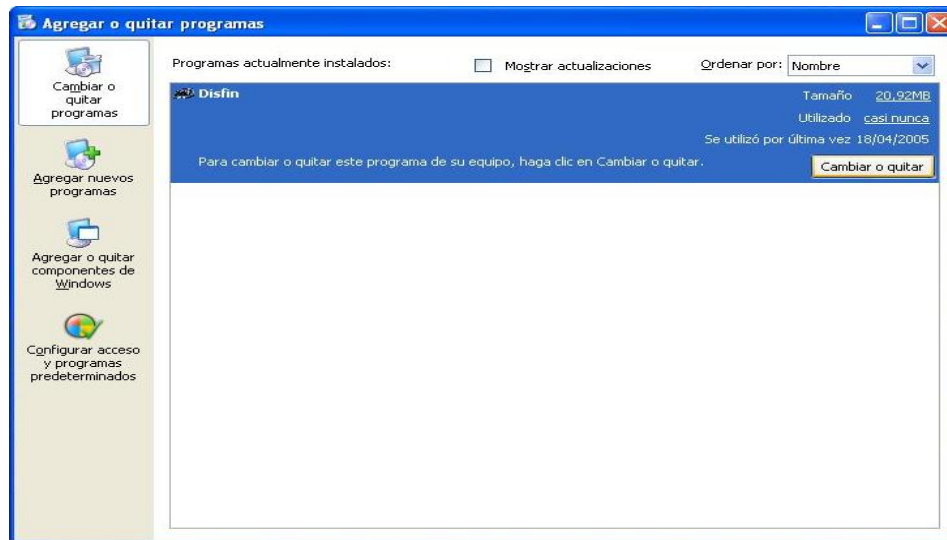 Agregar o quitar programas
Cambiar o
quitar
programas
Agregar nuevos
programas
Agregar o quitar
componentes de
Windows
Configurar acceso
y programas
predeterminados
Programas actualmente instalados:
Mostrar actualizaciones
Ordenar por: Nombre
Disfin
Tamaño 20,92MB
Utilizado casi nunca
Se utilizó por última vez 18/04/2005
Para cambiar o quitar este programa de su equipo, haga clic en Cambiar o quitar.
Cambiar o quitar